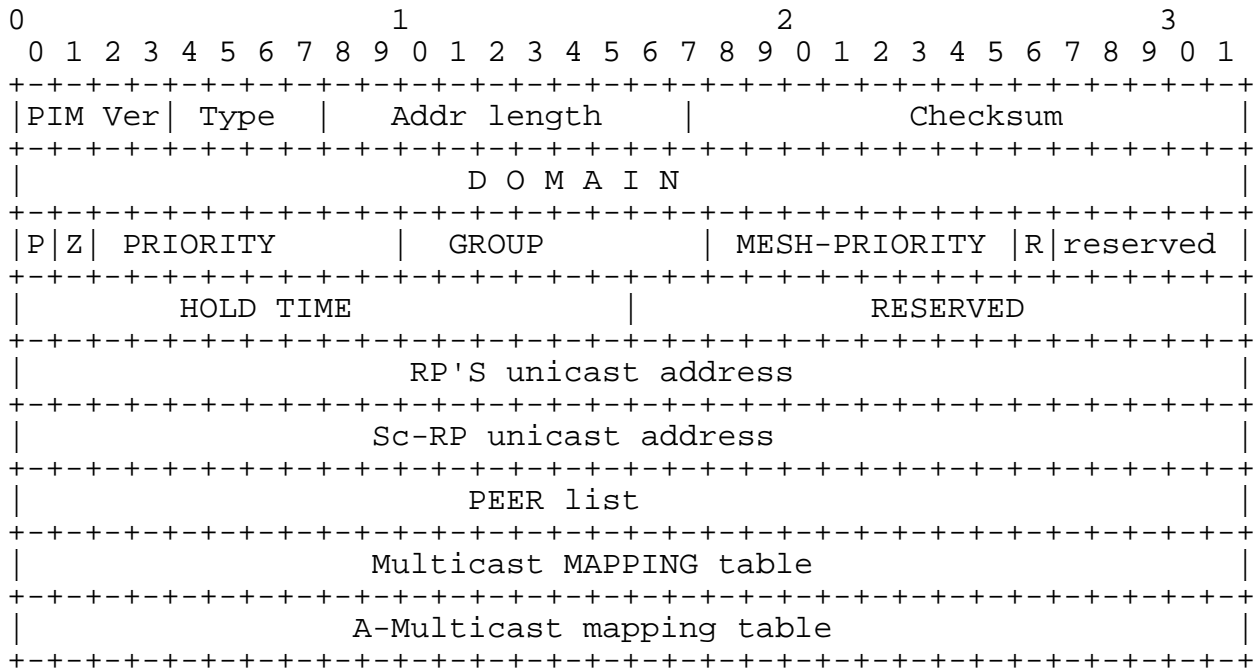 0                   1                   2                   3
 0 1 2 3 4 5 6 7 8 9 0 1 2 3 4 5 6 7 8 9 0 1 2 3 4 5 6 7 8 9 0 1
+-+-+-+-+-+-+-+-+-+-+-+-+-+-+-+-+-+-+-+-+-+-+-+-+-+-+-+-+-+-+-+-+
|PIM Ver| Type  |   Addr length    |           Checksum         |
+-+-+-+-+-+-+-+-+-+-+-+-+-+-+-+-+-+-+-+-+-+-+-+-+-+-+-+-+-+-+-+-+
|                       D O M A I N                             |
+-+-+-+-+-+-+-+-+-+-+-+-+-+-+-+-+-+-+-+-+-+-+-+-+-+-+-+-+-+-+-+-+
|P|Z| PRIORITY      |  GROUP        | MESH-PRIORITY |R|reserved |
+-+-+-+-+-+-+-+-+-+-+-+-+-+-+-+-+-+-+-+-+-+-+-+-+-+-+-+-+-+-+-+-+
|        HOLD TIME              |            RESERVED           |
+-+-+-+-+-+-+-+-+-+-+-+-+-+-+-+-+-+-+-+-+-+-+-+-+-+-+-+-+-+-+-+-+
|                    RP'S unicast address                       |
+-+-+-+-+-+-+-+-+-+-+-+-+-+-+-+-+-+-+-+-+-+-+-+-+-+-+-+-+-+-+-+-+
|                  Sc-RP unicast address                        |
+-+-+-+-+-+-+-+-+-+-+-+-+-+-+-+-+-+-+-+-+-+-+-+-+-+-+-+-+-+-+-+-+
|                       PEER list                               |
+-+-+-+-+-+-+-+-+-+-+-+-+-+-+-+-+-+-+-+-+-+-+-+-+-+-+-+-+-+-+-+-+
|                  Multicast MAPPING table                      |
+-+-+-+-+-+-+-+-+-+-+-+-+-+-+-+-+-+-+-+-+-+-+-+-+-+-+-+-+-+-+-+-+
|                 A-Multicast mapping table                     |
+-+-+-+-+-+-+-+-+-+-+-+-+-+-+-+-+-+-+-+-+-+-+-+-+-+-+-+-+-+-+-+-+